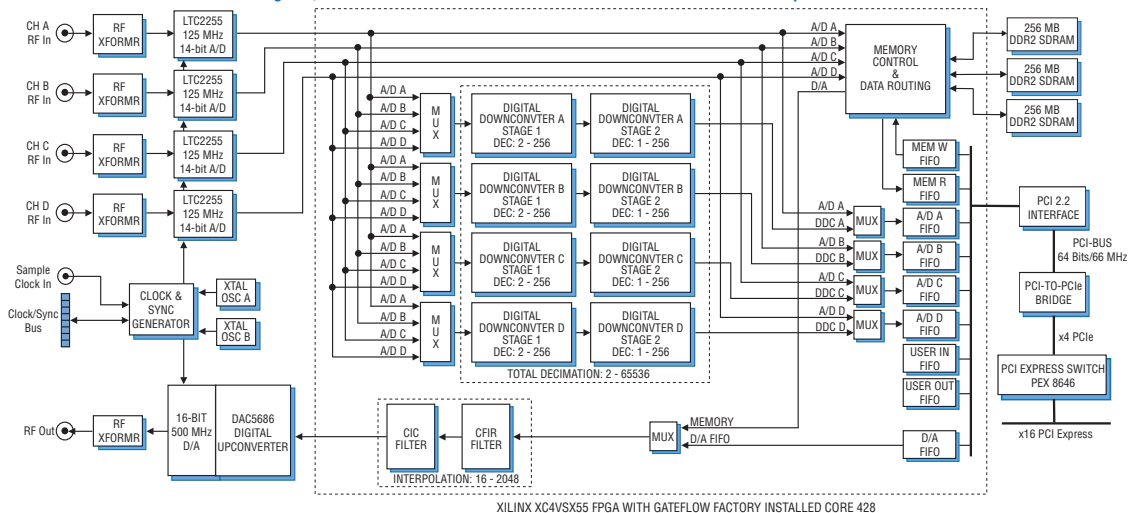 CH A
RF In
RF
XFORMR
LTC2255
125 MHz
14-bit A/D
CH B
RF In
RF
XFORMR
LTC2255
125 MHz
14-bit A/D
CH C
RF In
RF
XFORMR
LTC2255
125 MHz
14-bit A/D
CH D
RF In
RF
XFORMR
LTC2255
125 MHz
14-bit A/D
Sample
Clock In
Clock/Sync
Bus
CLOCK &
SYNC
GENERATOR
XTAL
OSC A
XTAL
OSC B
RF Out
RF
XFORMR
16-BIT
500 MHz
D/A
DAC5686
DIGITAL
UPCONVERTER
A/D A
A/D B
A/D C
A/D D
D/A
MEMORY
CONTROL
&
DATA ROUTING
256 MB
DDR2 SDRAM
256 MB
DDR2 SDRAM
256 MB
DDR2 SDRAM
A/D A
A/D B
A/D C
A/D D
M
U
X
DIGITAL
DOWNCONVTER A
STAGE 1
DEC: 2 - 256
DIGITAL
DOWNCONVTER A
STAGE 2
DEC: 1 - 256
A/D A
A/D B
A/D C
A/D D
M
U
X
DIGITAL
DOWNCONVTER B
STAGE 1
DEC: 2 - 256
DIGITAL
DOWNCONVTER B
STAGE 2
DEC: 1 - 256
A/D A
A/D B
A/D C
A/D D
M
U
X
DIGITAL
DOWNCONVTER C
STAGE 1
DEC: 2 - 256
DIGITAL
DOWNCONVTER C
STAGE 2
DEC: 1 - 256
A/D A
A/D B
A/D C
A/D D
M
U
X
DIGITAL
DOWNCONVTER D
STAGE 1
DEC: 2 - 256
DIGITAL
DOWNCONVTER D
STAGE 2
DEC: 1 - 256
TOTAL DECIMATION: 2 - 65536
MEM W
FIFO
MEM R
FIFO
A/D A
DDC A
MUX
A/D A
FIFO
A/D B
DDC B
MUX
A/D B
FIFO
A/D C
DDC C
MUX
A/D C
FIFO
A/D D
DDC D
MUX
A/D D
FIFO
USER IN
FIFO
USER OUT
FIFO
D/A
FIFO
MEMORY
D/A FIFO
MUX
CFIR
FILTER
CIC
FILTER
INTERPOLATION: 16 - 2048
PCI 2.2
INTERFACE
PCI-BUS
64 Bits/66 MHz
PCI-TO-PCIe
BRIDGE
x4 PCIe
PCI EXPRESS SWITCH
PEX 8646
x16 PCI Express
XILINX XC4VSX55 FPGA WITH GATEFLOW FACTORY INSTALLED CORE 428